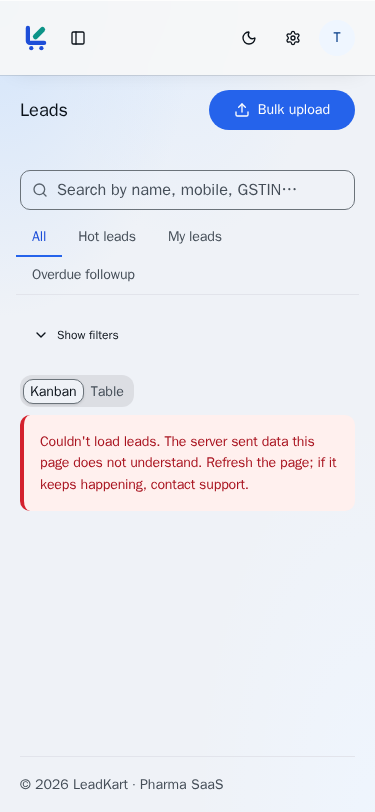 T
Leads
Bulk upload
Search by name, mobile, GSTIN···
All
Hot leads
My leads
Overdue followup
Show filters
Kanban
Table
Couldn't load leads. The server sent data this
page does not understand. Refresh the page; if it
keeps happening, contact support.
© 2026 LeadKart · Pharma SaaS